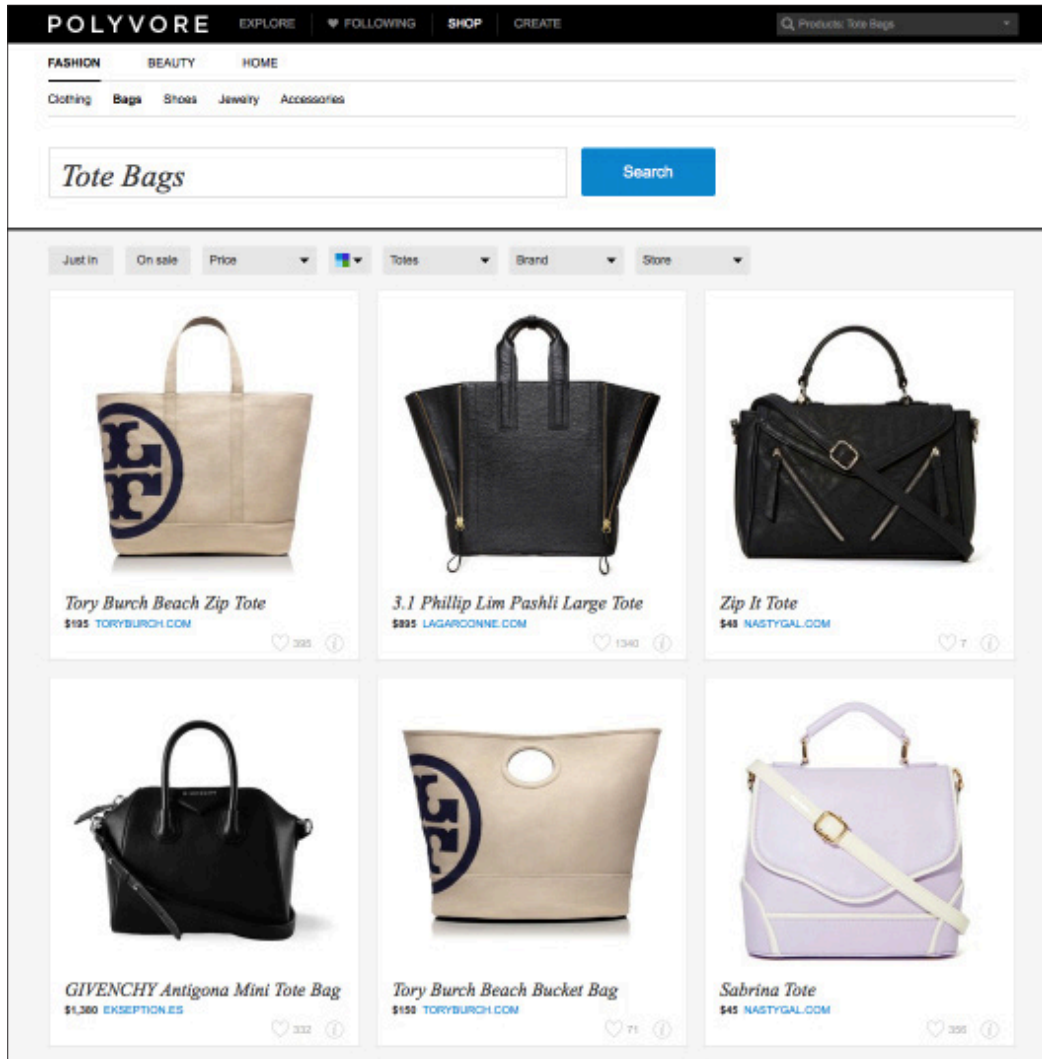 POLYVORE EXPLORE FOLLOWING SHOP CREATE Products: Tote Bags
FASHION BEAUTY HOME
Clothing Bags Shoes Jewelry Accessories
Tote Bags Search
Just in On sale Price Totes Brand Store
Tory Burch Beach Zip Tote
$195 TORYBURCH.COM
395
3.1 Phillip Lim Pashli Large Tote
$895 LAGARCONNE.COM
1340
Zip It Tote
$48 NASTYGAL.COM
7
GIVENCHY Antigona Mini Tote Bag
$1,380 EKSEPTION.ES
332
Tory Burch Beach Bucket Bag
$150 TORYBURCH.COM
71
Sabrina Tote
$45 NASTYGAL.COM
356